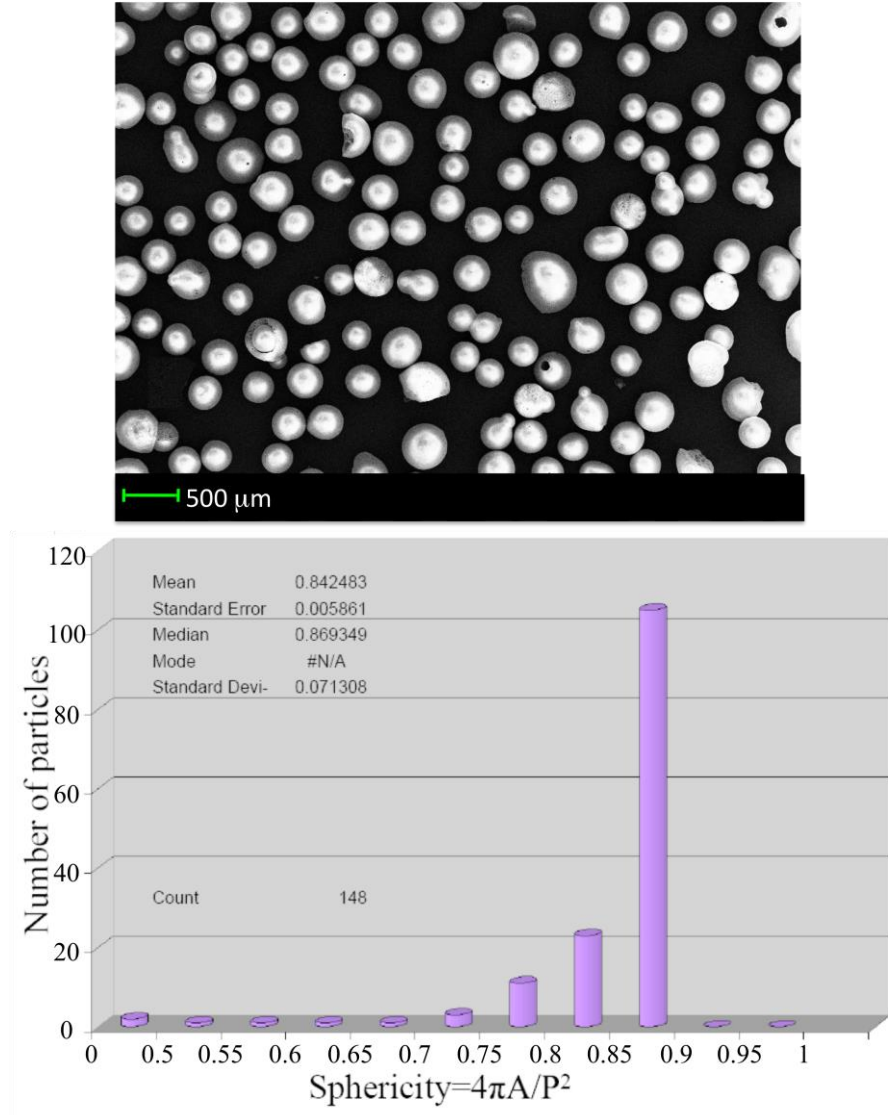 500 μm
120
100
80
60
40
20
0
Number of particles
Mean 0.842483
Standard Error 0.005861
Median 0.869349
Mode #N/A
Standard Devi- 0.071308
Count 148
0 0.5 0.55 0.6 0.65 0.7 0.75 0.8 0.85 0.9 0.95 1
Sphericity=4πA/P²